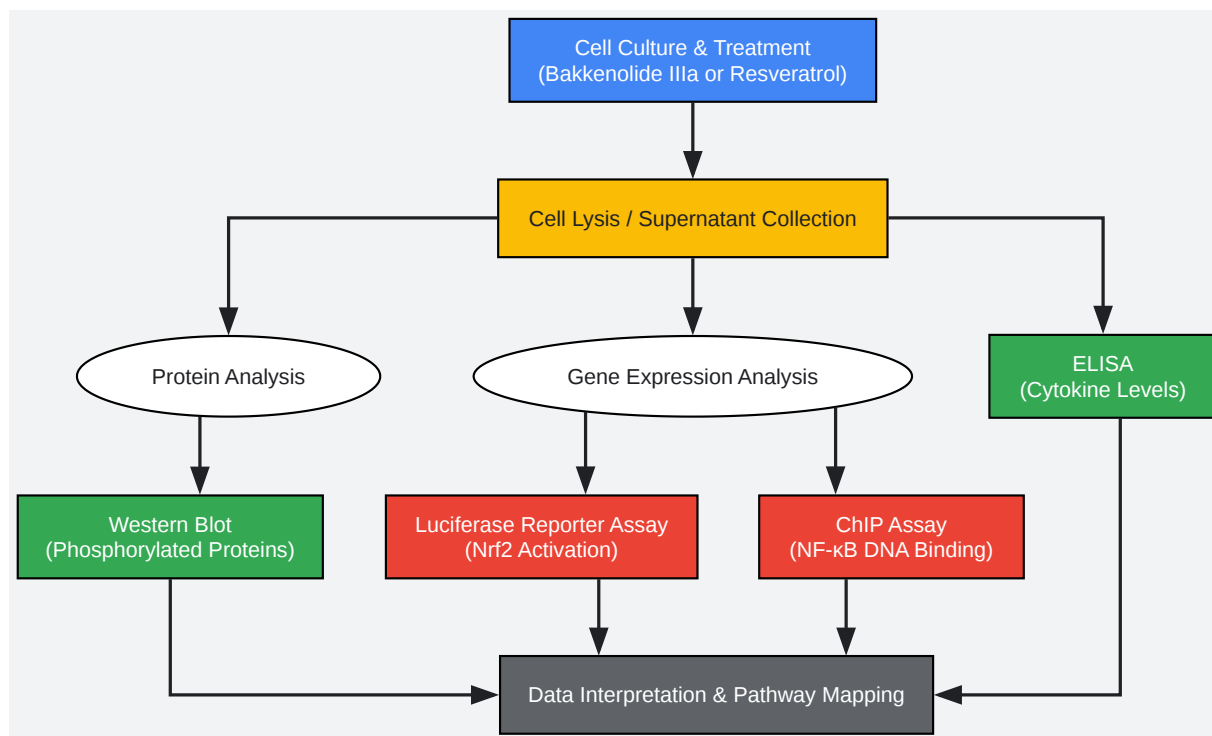 Cell Culture & Treatment
(Bakkenolide IIIa or Resveratrol)
Cell Lysis / Supernatant Collection
Protein Analysis
Gene Expression Analysis
ELISA
(Cytokine Levels)
Western Blot
(Phosphorylated Proteins)
Luciferase Reporter Assay
(Nrf2 Activation)
ChIP Assay
(NF-κB DNA Binding)
Data Interpretation & Pathway Mapping